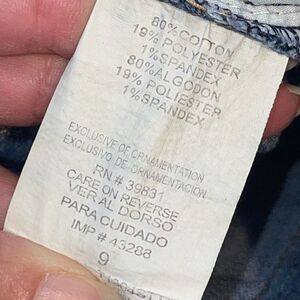 80% COTTON
19% POLYESTER
1% SPANDEX
80% ALGODON
19% POLIESTER
1% SPANDEX
EXCLUSIVE OF ORNAMENTATION
EXCLUSIVO DE ORNAMENTACION
RN # 39831
CARE ON REVERSE
VER AL DORSO
PARA CUIDADO
IMP # 43288
9